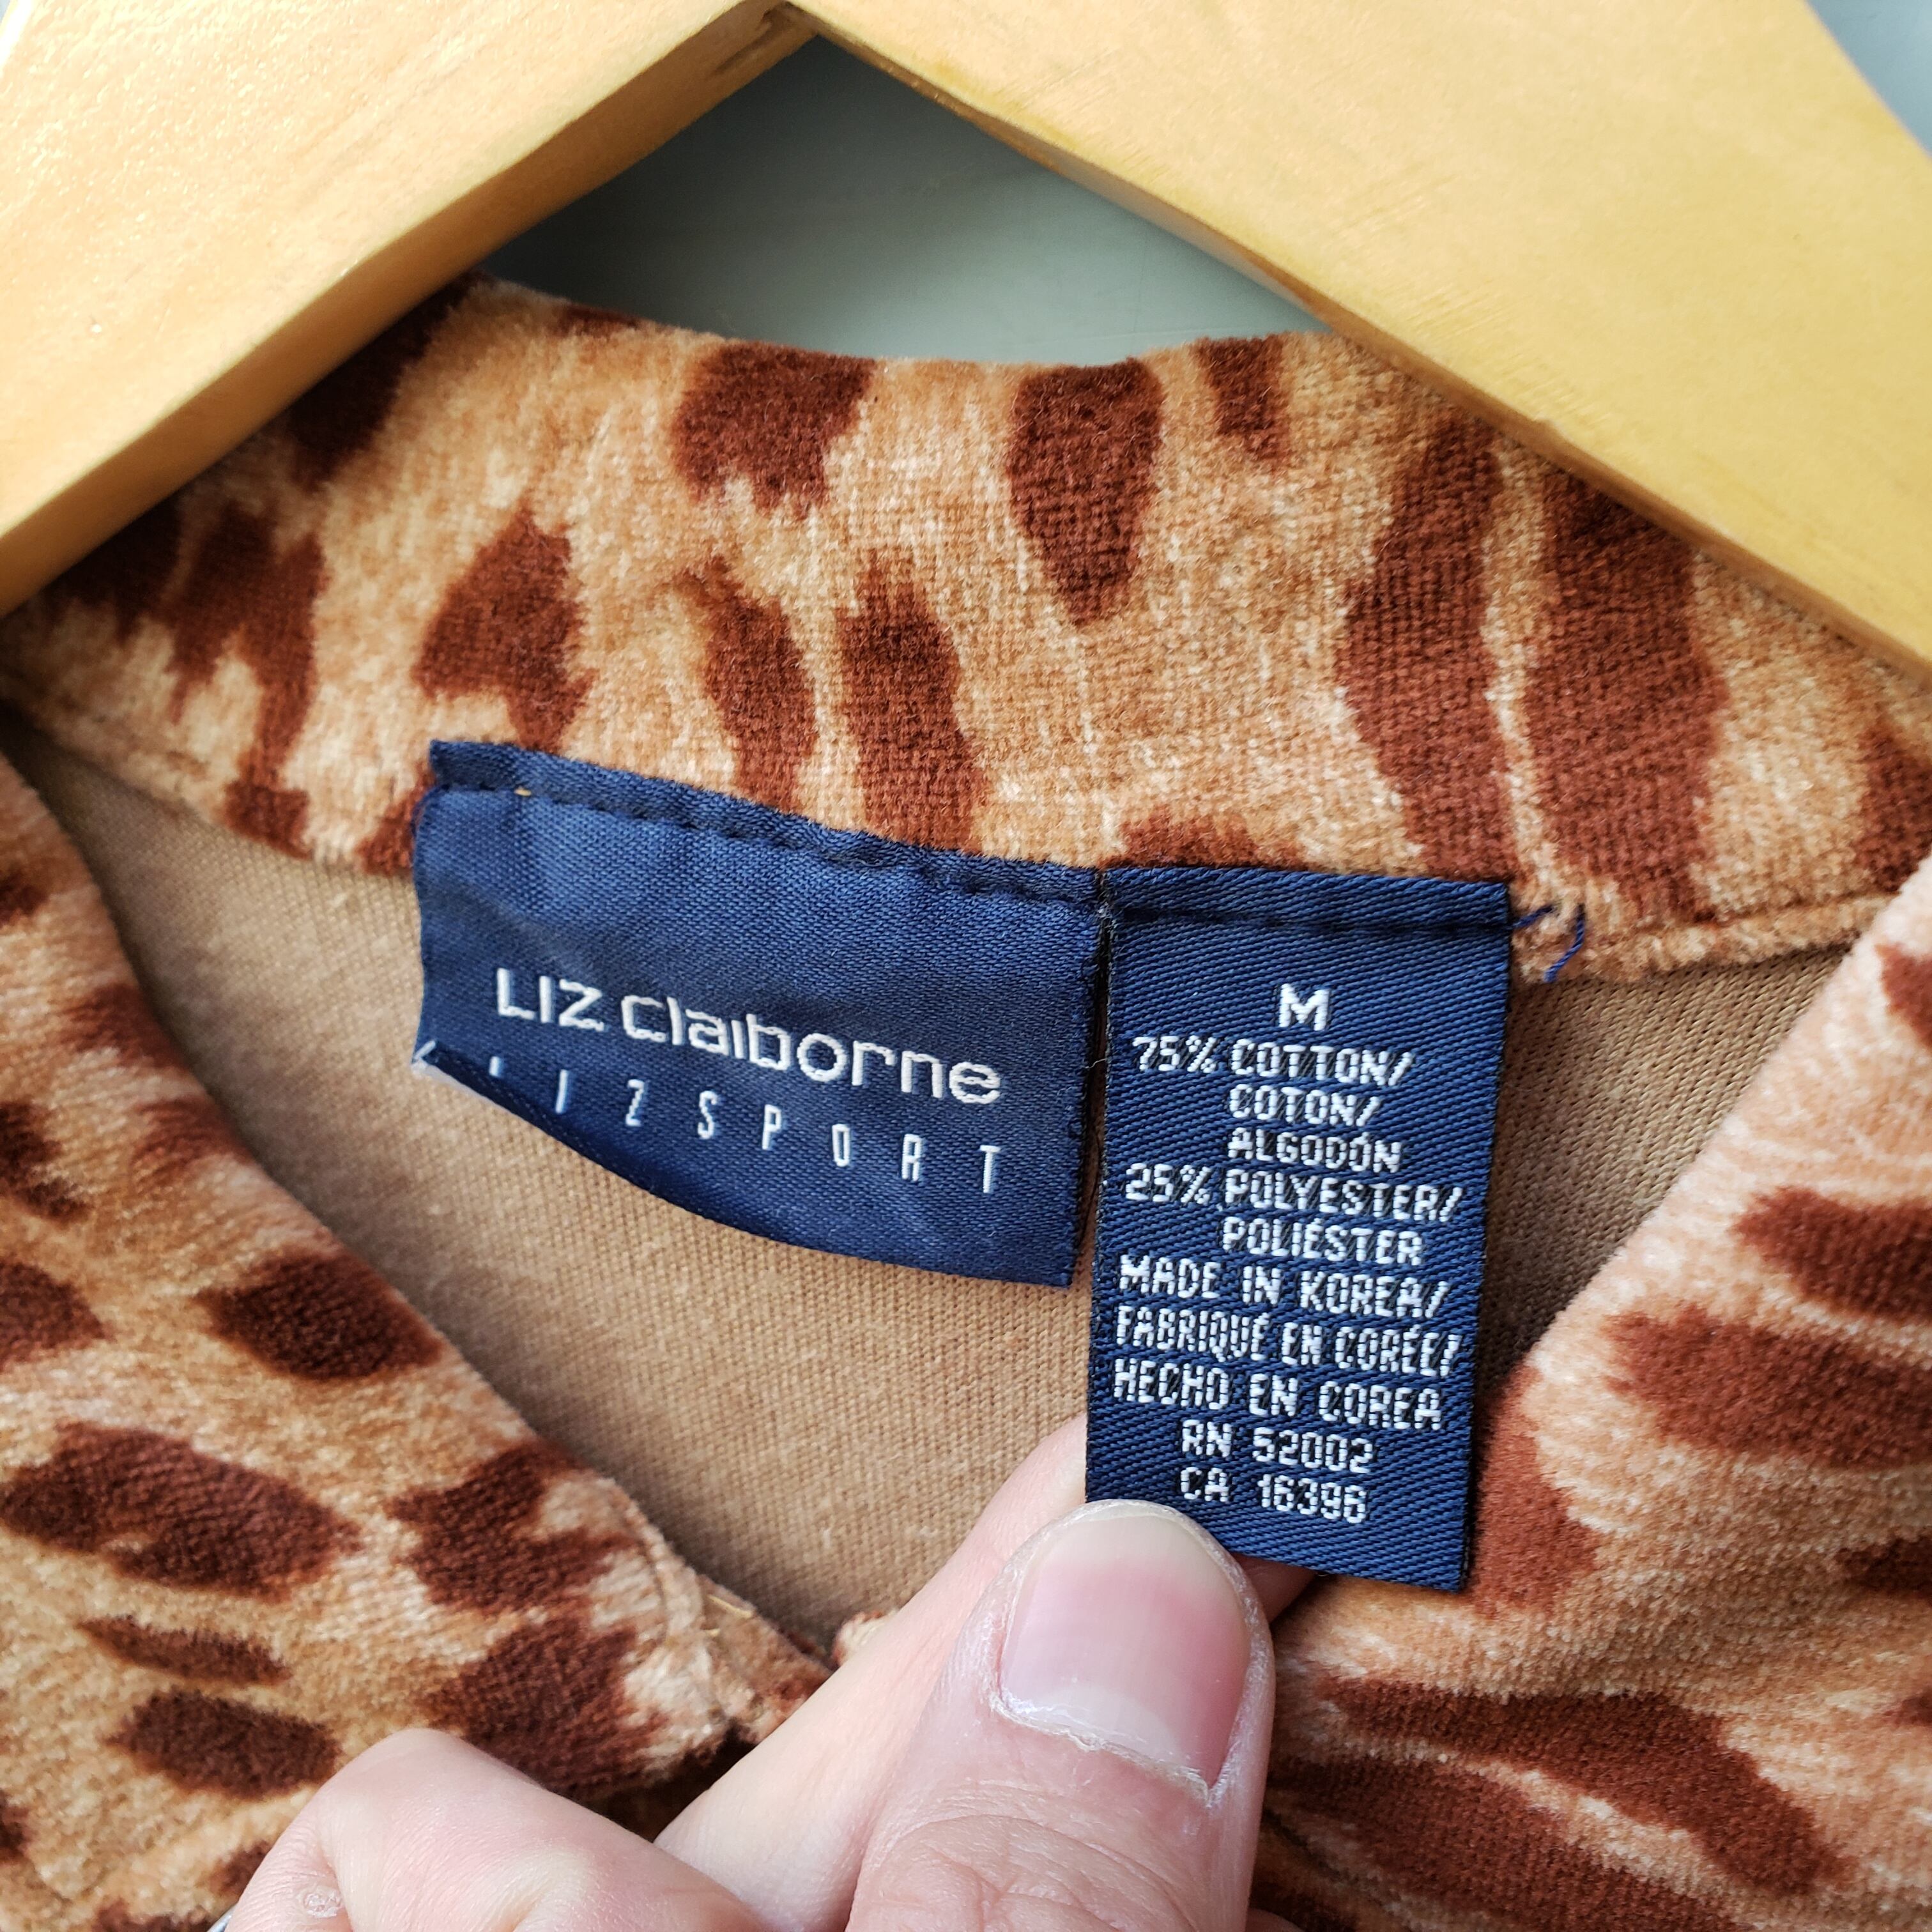 LIZ Claiborne
LIZSPORT
M
75% COTTON/
COTON/
ALGODÓN
25% POLYESTER/
POLIÉSTER
MADE IN KOREA/
FABRIQUÉ EN CORÉE/
HECHO EN COREA
RN 52002
CA 16396